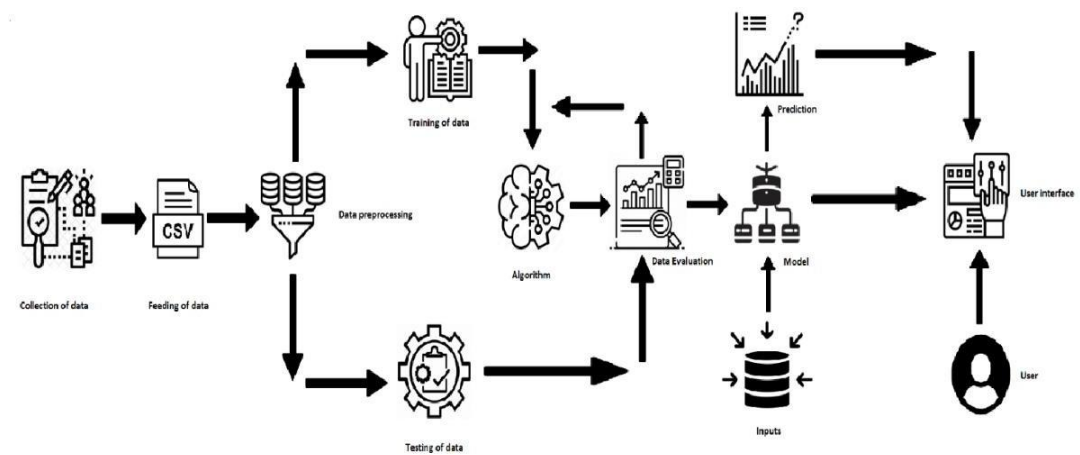 Training of data
Prediction
CSV
Data preprocessing
User interface
Collection of data
Feeding of data
Algorithm
Data Evaluation
Model
User
Testing of data
Inputs